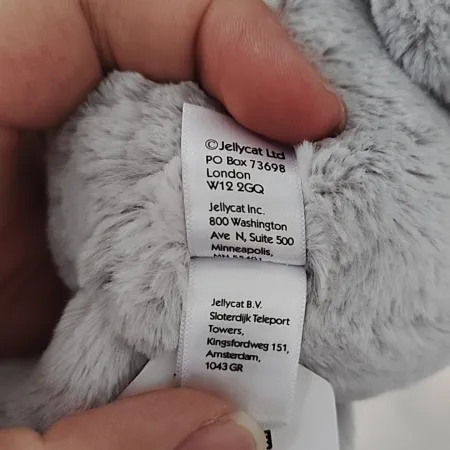 ©Jellycat Ltd
PO Box 73698
London
W12 2GQ
Jellycat Inc.
800 Washington
Ave N, Suite 500
Minneapolis,
Jellycat B.V.
Sloterdijk Teleport
Towers,
Kingsfordweg 151,
Amsterdam,
1043 GR